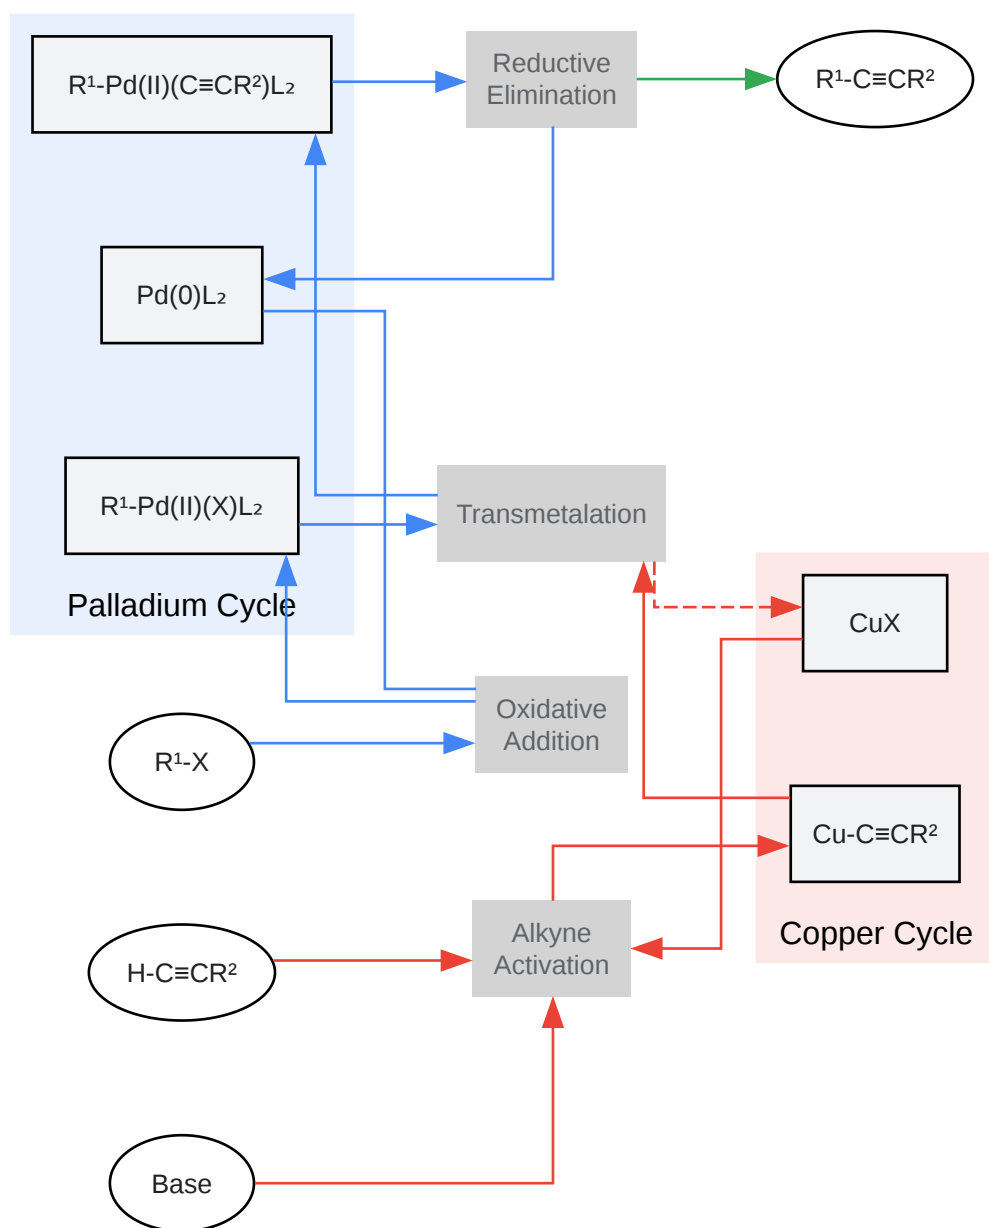 R¹-Pd(II)(C≡CR²)L₂
Reductive
Elimination
R¹-C≡CR²
Pd(0)L₂
R¹-Pd(II)(X)L₂
Transmetalation
Palladium Cycle
CuX
Oxidative
Addition
R¹-X
Cu-C≡CR²
Copper Cycle
Alkyne
Activation
H-C≡CR²
Base